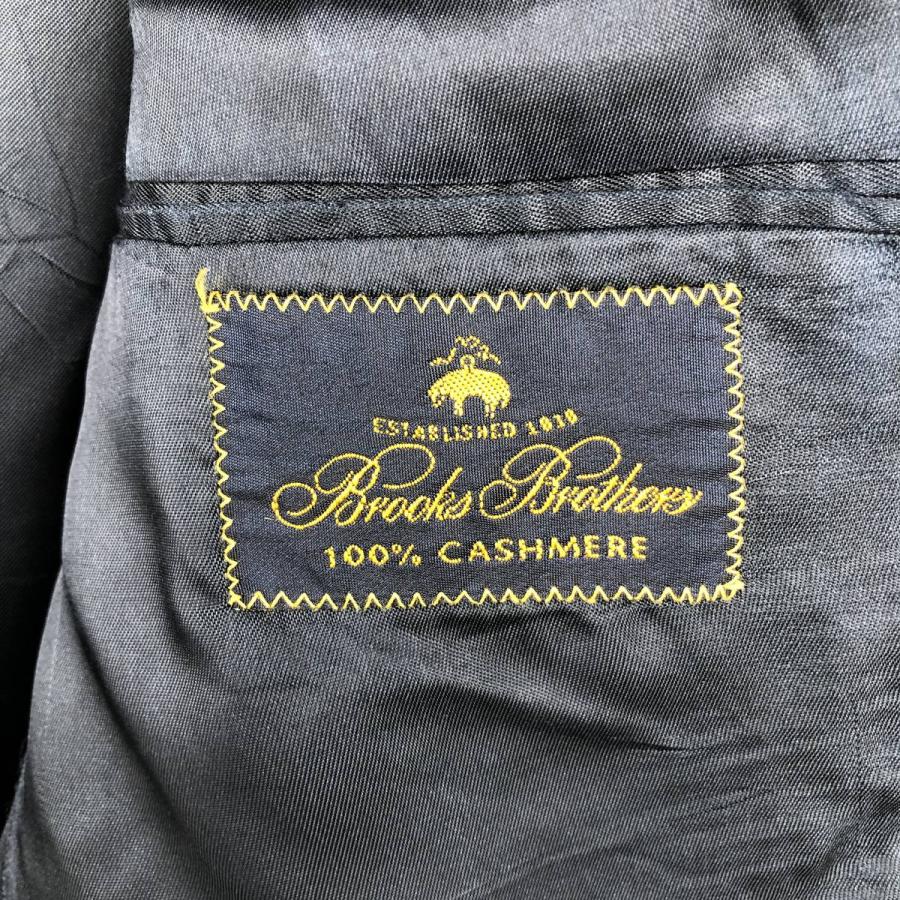 ESTABLISHED 1818
Brooks Brothers
100% CASHMERE